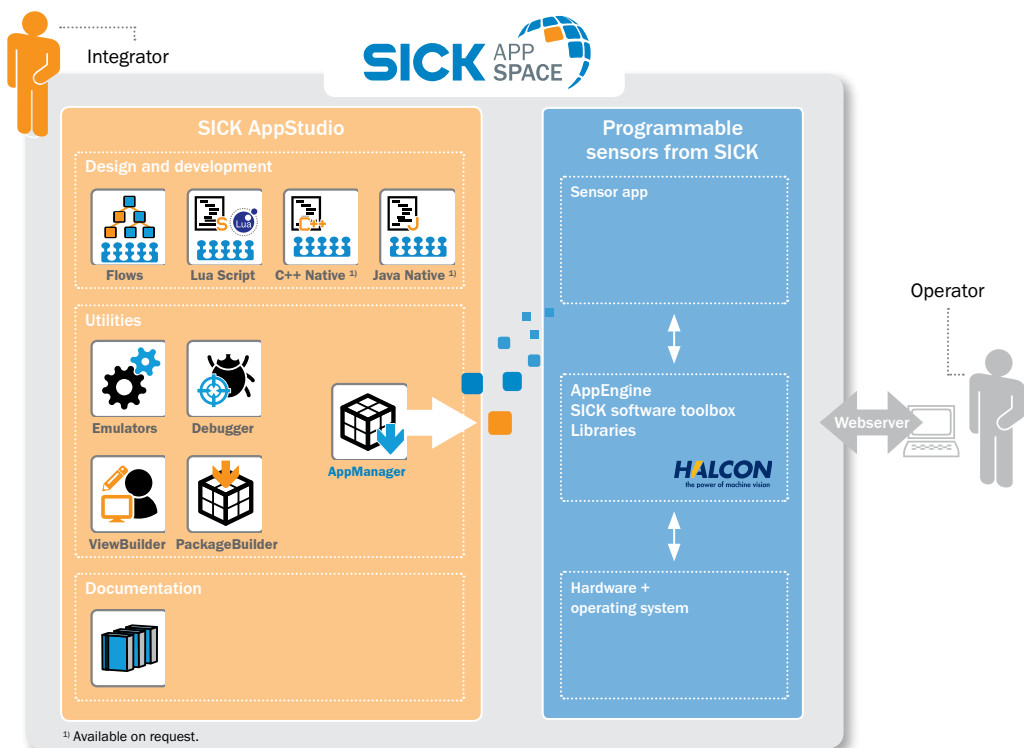 Integrator
SICK APP
SPACE
SICK AppStudio
Design and development
S
Lua
C++
J
Flows
Lua Script
C++ Native 1)
Java Native 1)
Utilities
Emulators
Debugger
AppManager
ViewBuilder
PackageBuilder
Documentation
Programmable
sensors from SICK
Sensor app
AppEngine
SICK software toolbox
Libraries
HALCON
the power of machine vision
Hardware +
operating system
Operator
Webserver
1) Available on request.